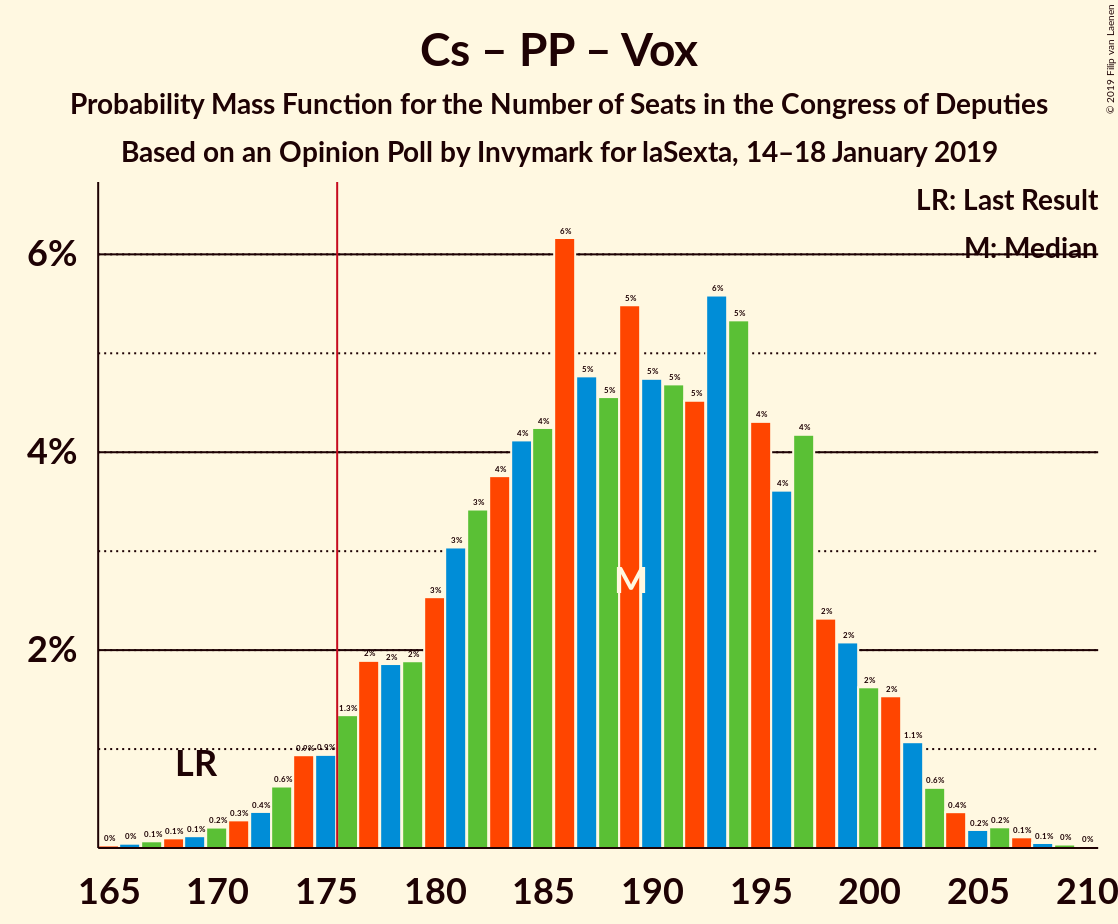 Cs – PP – Vox
Probability Mass Function for the Number of Seats in the Congress of Deputies
Based on an Opinion Poll by Invymark for laSexta, 14–18 January 2019
© 2019 Filip van Laenen
LR: Last Result
M: Median
6%
4%
2%
LR
M
0% 0% 0.1% 0.1% 0.1% 0.2% 0.3% 0.4% 0.6% 0.9% 0.9% 1.3% 2% 2% 2% 3% 3% 3% 4% 4% 4% 6% 5% 5% 5% 5% 5% 5% 6% 5% 4% 4% 4% 2% 2% 2% 2% 1.1% 0.6% 0.4% 0.2% 0.2% 0.1% 0.1% 0% 0%
165 170 175 180 185 190 195 200 205 210